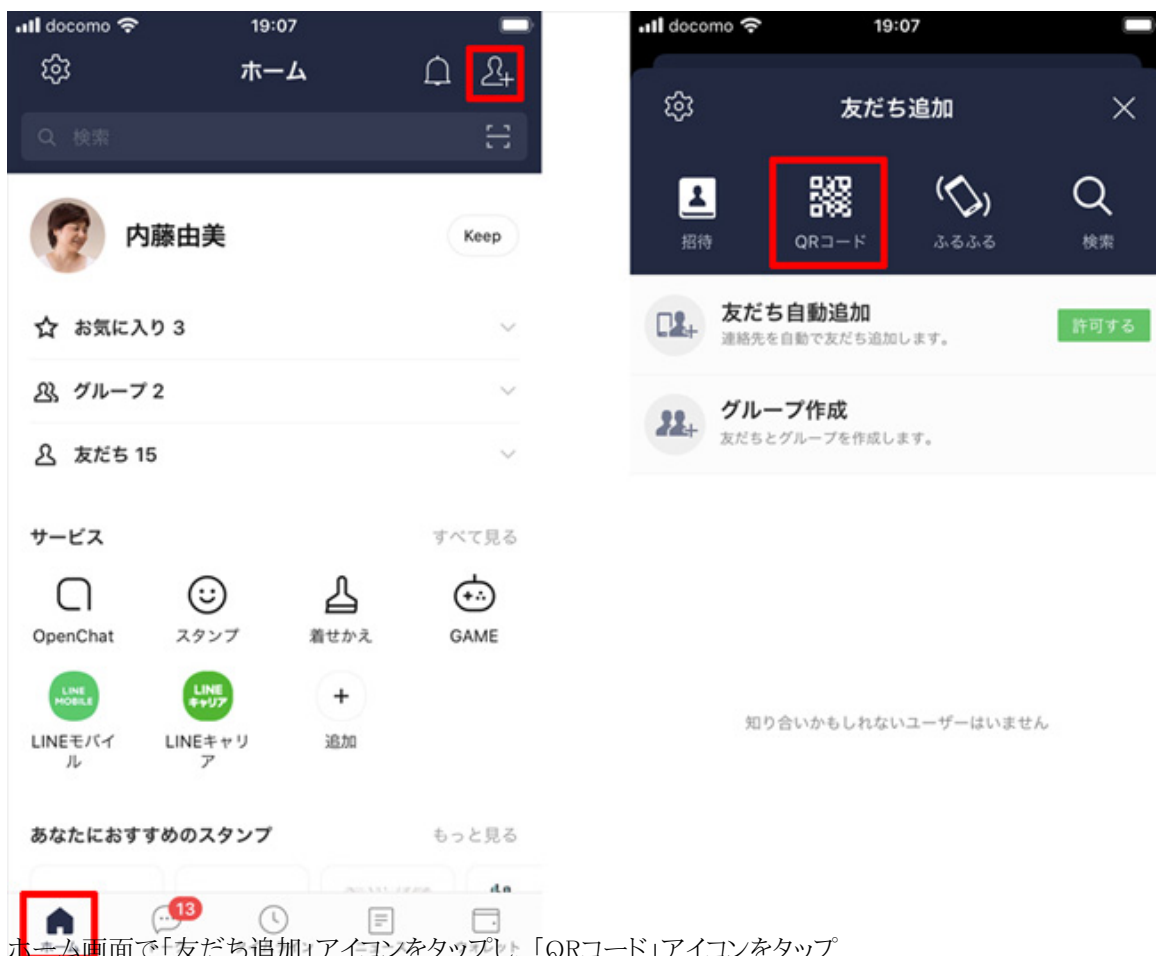 docomo
19:07
ホーム
検索
内藤由美
Keep
お気に入り 3
グループ 2
友だち 15
サービス
すべて見る
OpenChat
スタンプ
着せかえ
GAME
LINE
MOBILE
LINE
キャリア
+
LINEモバイ
ル
LINEキャリ
ア
追加
あなたにおすすめのスタンプ
もっと見る
13
docomo
19:07
友だち追加
招待
QRコード
ふるふる
検索
友だち自動追加
連絡先を自動で友だち追加します。
許可する
グループ作成
友だちとグループを作成します。
知り合いかもしれないユーザーはいません
ホーム画面で「友だち追加」アイコンをタップし、「QRコード」アイコンをタップ